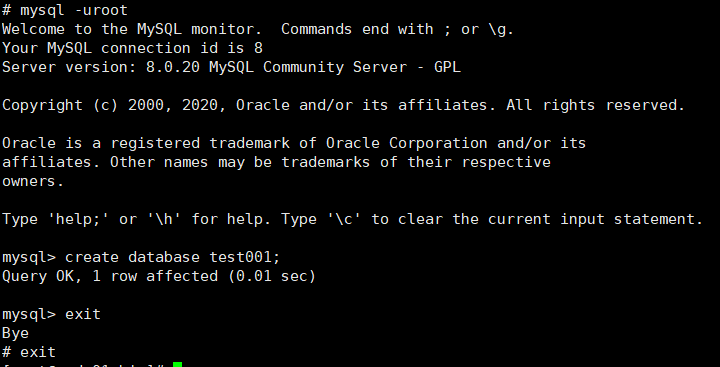 # mysql -uroot
Welcome to the MySQL monitor.  Commands end with ; or \g.
Your MySQL connection id is 8
Server version: 8.0.20 MySQL Community Server - GPL
Copyright (c) 2000, 2020, Oracle and/or its affiliates. All rights reserved.
Oracle is a registered trademark of Oracle Corporation and/or its
affiliates. Other names may be trademarks of their respective
owners.
Type 'help;' or '\h' for help. Type '\c' to clear the current input statement.
mysql> create database test001;
Query OK, 1 row affected (0.01 sec)
mysql> exit
Bye
# exit